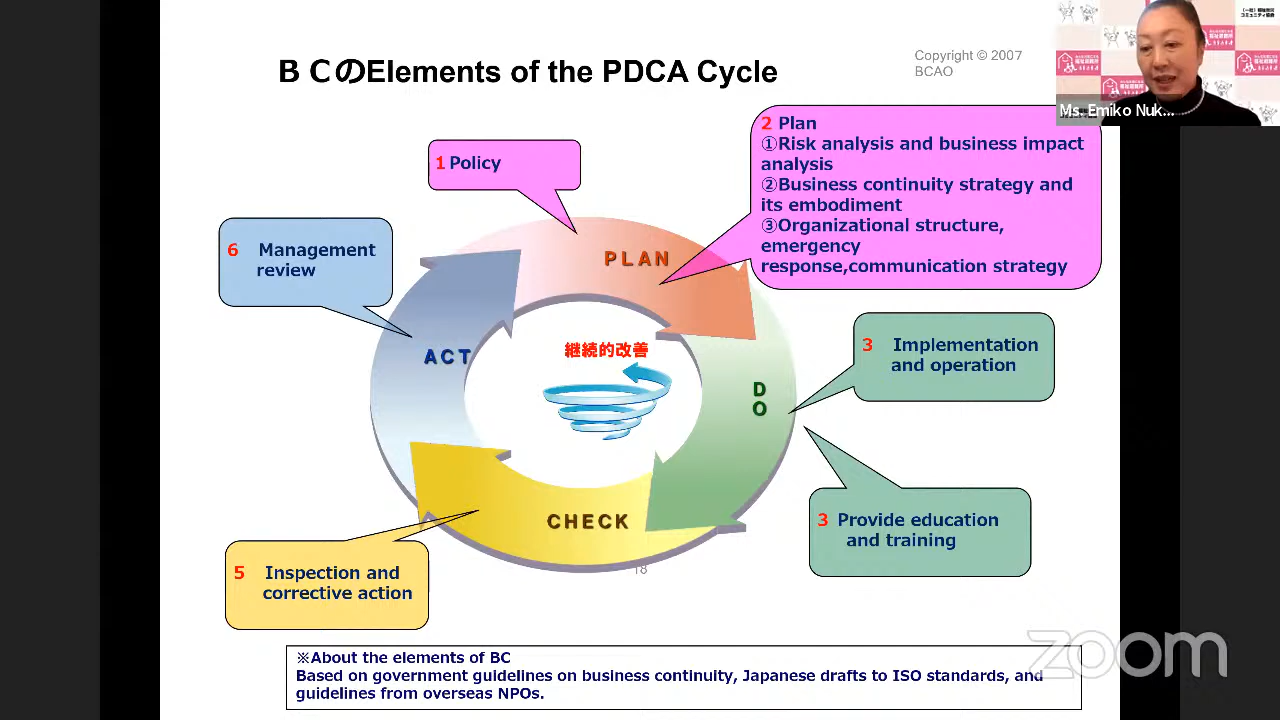 ＢＣのElements of the PDCA Cycle
Copyright © 2007
BCAO
Ms. Emiko Nuk...
1 Policy
2 Plan
①Risk analysis and business impact
analysis
②Business continuity strategy and
its embodiment
③Organizational structure,
emergency
response,communication strategy
6 Management
review
PLAN
ACT
継続的改善
D
O
3 Implementation
and operation
CHECK
3 Provide education
and training
5 Inspection and
corrective action
18
※About the elements of BC
Based on government guidelines on business continuity, Japanese drafts to ISO standards, and
guidelines from overseas NPOs.
zoom